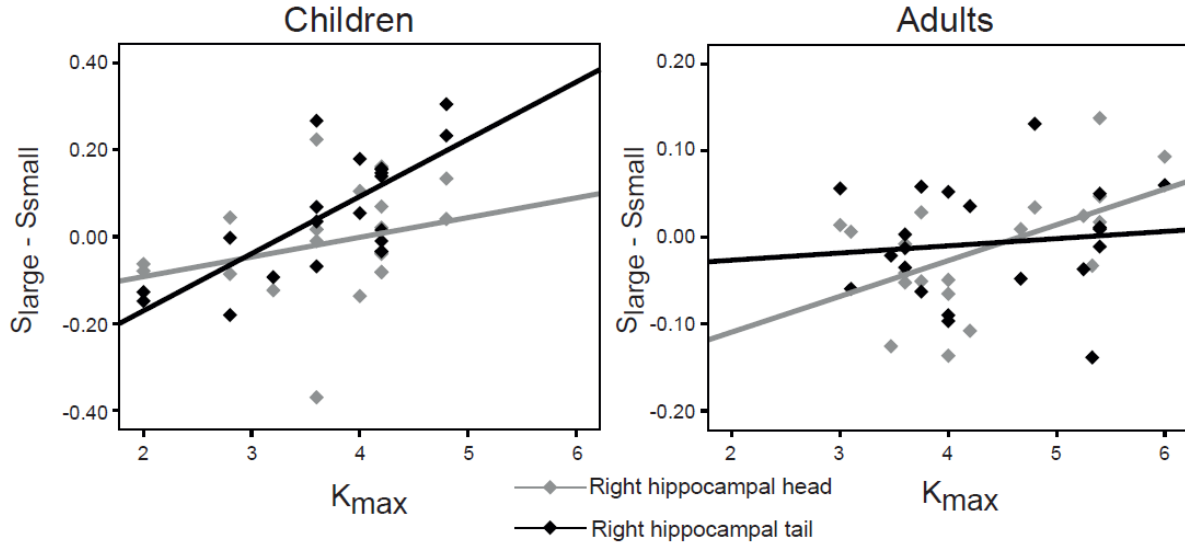 Children
Adults
0.40
0.20
0.00
-0.20
-0.40
Slarge - Ssmall
2 3 4 5 6
Kmax
0.20
0.10
0.00
-0.10
-0.20
Slarge - Ssmall
2 3 4 5 6
Kmax
Right hippocampal head
Right hippocampal tail